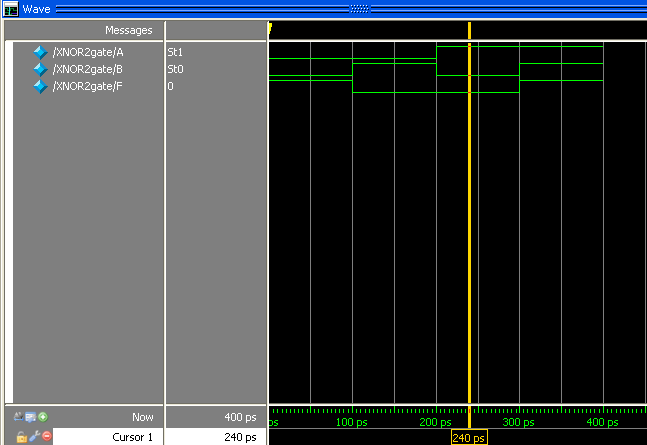 Wave
Messages
/XNOR2gate/A St1
/XNOR2gate/B St0
/XNOR2gate/F 0
Now 400 ps
ps 100 ps 200 ps 300 ps 400 ps
Cursor 1 240 ps
240 ps